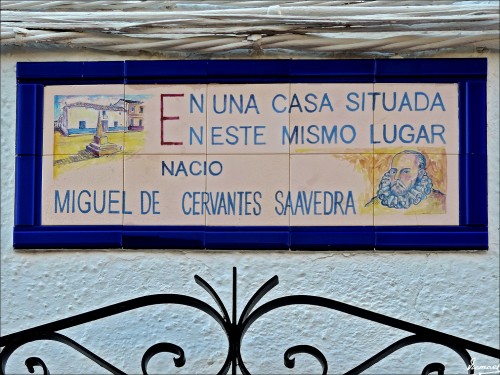 EN UNA CASA SITUADA
EN ESTE MISMO LUGAR
NACIO
MIGUEL DE CERVANTES SAAVEDRA